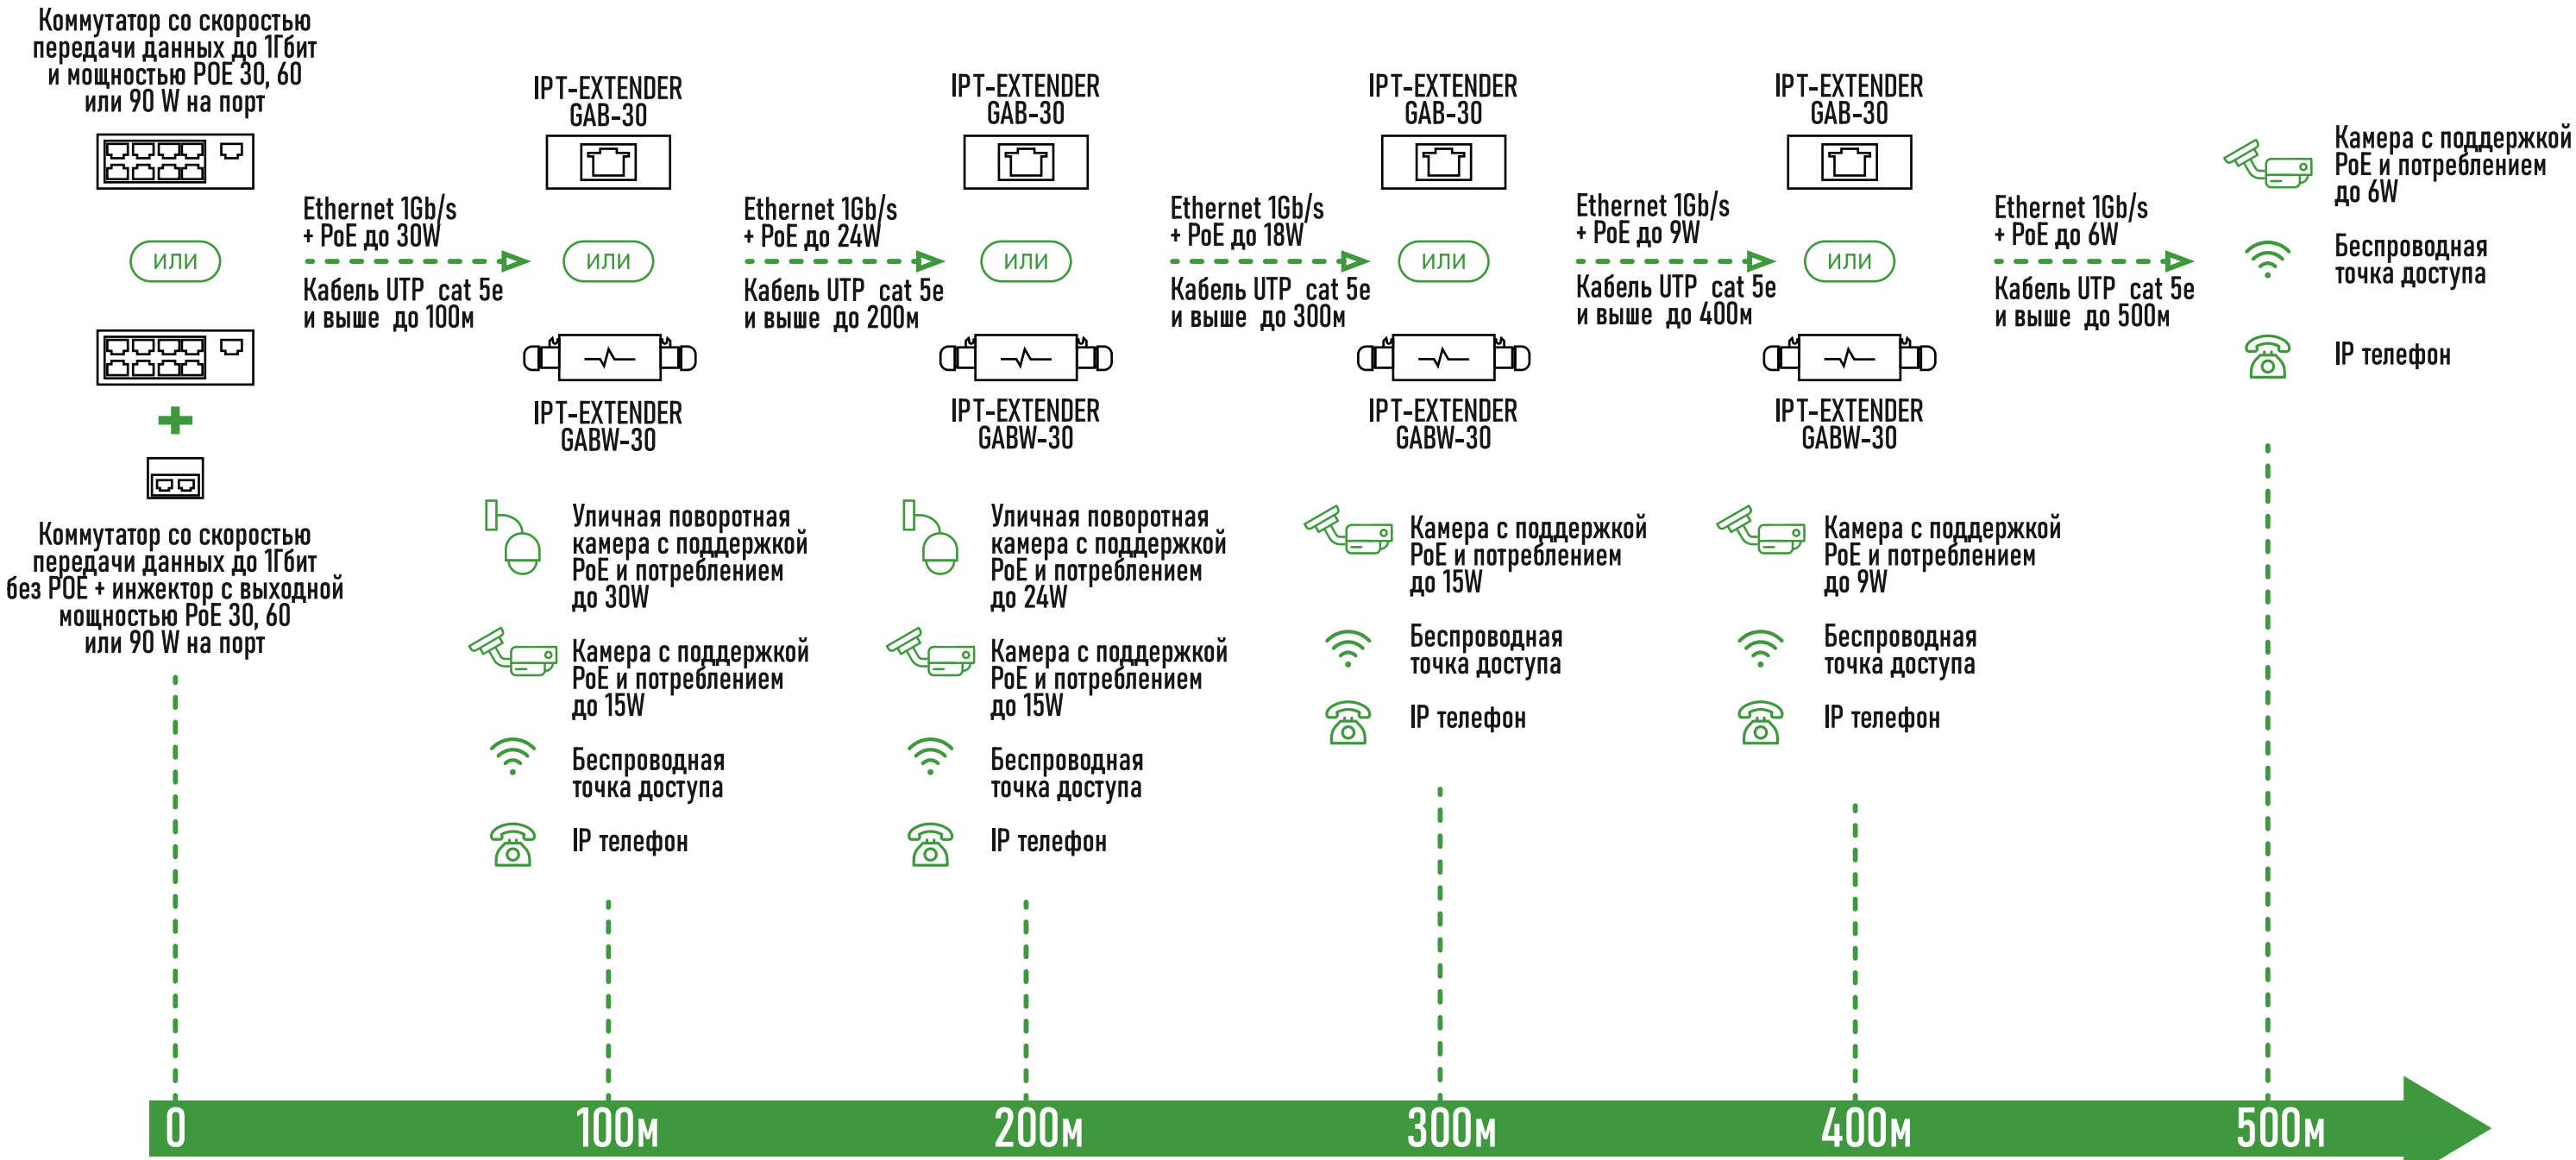 Коммутатор со скоростью
передачи данных до 1Гбит
и мощностью POE 30, 60
или 90 W на порт
ИЛИ
Коммутатор со скоростью
передачи данных до 1Гбит
без POE + инжектор с выходной
мощностью PoE 30, 60
или 90 W на порт
Ethernet 1Gb/s
+ PoE до 30W
Кабель UTP cat 5e
и выше до 100м
IPT-EXTENDER
GAB-30
ИЛИ
IPT-EXTENDER
GABW-30
Уличная поворотная
камера с поддержкой
PoE и потреблением
до 30W
Камера с поддержкой
PoE и потреблением
до 15W
Беспроводная
точка доступа
IP телефон
Ethernet 1Gb/s
+ PoE до 24W
Кабель UTP cat 5e
и выше до 200м
IPT-EXTENDER
GAB-30
ИЛИ
IPT-EXTENDER
GABW-30
Уличная поворотная
камера с поддержкой
PoE и потреблением
до 24W
Камера с поддержкой
PoE и потреблением
до 15W
Беспроводная
точка доступа
IP телефон
Ethernet 1Gb/s
+ PoE до 18W
Кабель UTP cat 5e
и выше до 300м
IPT-EXTENDER
GAB-30
ИЛИ
IPT-EXTENDER
GABW-30
Камера с поддержкой
PoE и потреблением
до 15W
Беспроводная
точка доступа
IP телефон
Ethernet 1Gb/s
+ PoE до 9W
Кабель UTP cat 5e
и выше до 400м
IPT-EXTENDER
GAB-30
ИЛИ
IPT-EXTENDER
GABW-30
Камера с поддержкой
PoE и потреблением
до 9W
Беспроводная
точка доступа
IP телефон
Ethernet 1Gb/s
+ PoE до 6W
Кабель UTP cat 5e
и выше до 500м
Камера с поддержкой
PoE и потреблением
до 6W
Беспроводная
точка доступа
IP телефон
0
100м
200м
300м
400м
500м